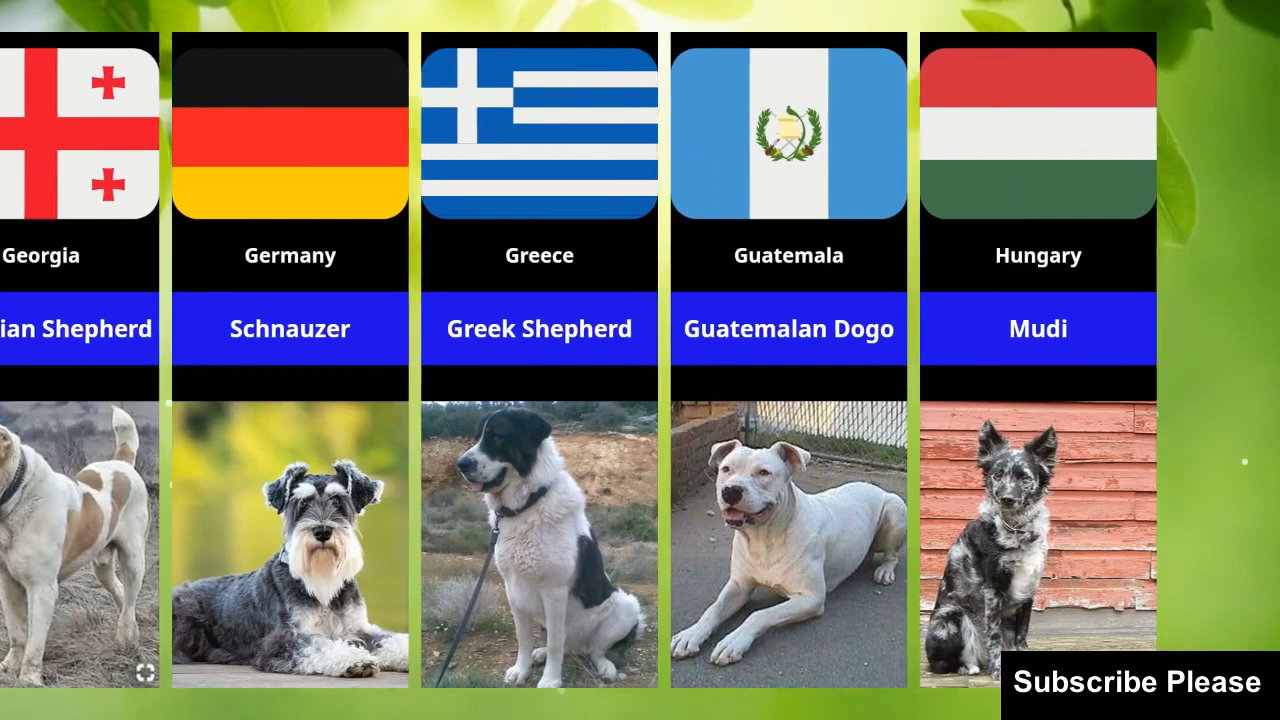 Georgia
Germany
Greece
Guatemala
Hungary
ian Shepherd
Schnauzer
Greek Shepherd
Guatemalan Dogo
Mudi
Subscribe Please